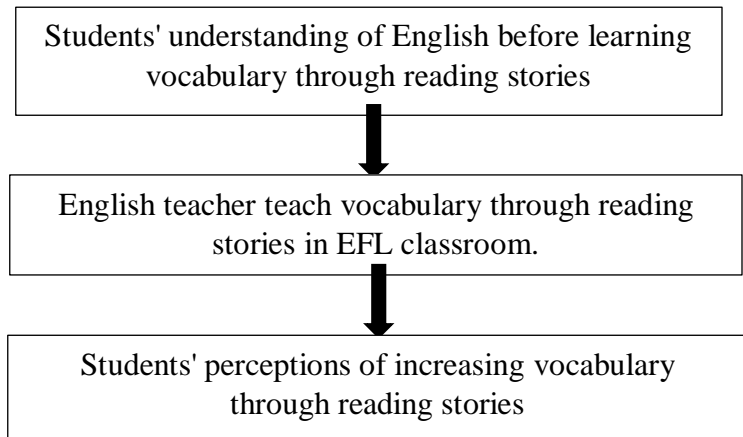 Students' understanding of English before learning
vocabulary through reading stories
English teacher teach vocabulary through reading
stories in EFL classroom.
Students' perceptions of increasing vocabulary
through reading stories